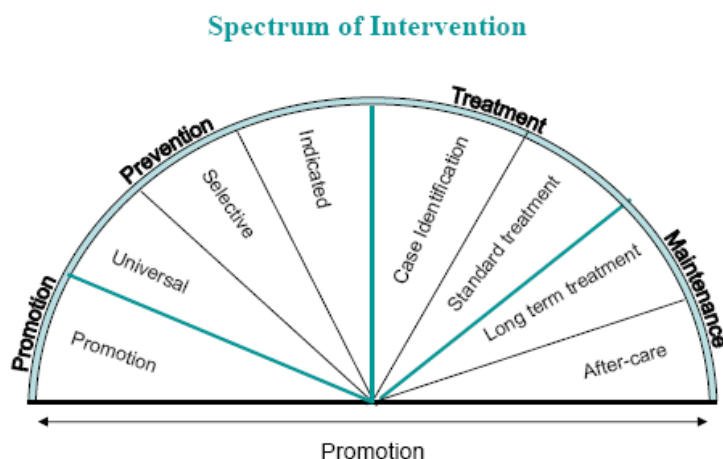 Spectrum of Intervention
Promotion
Prevention
Treatment
Maintenance
Promotion
Universal
Selective
Indicated
Case Identification
Standard treatment
Long term treatment
After-care
Promotion